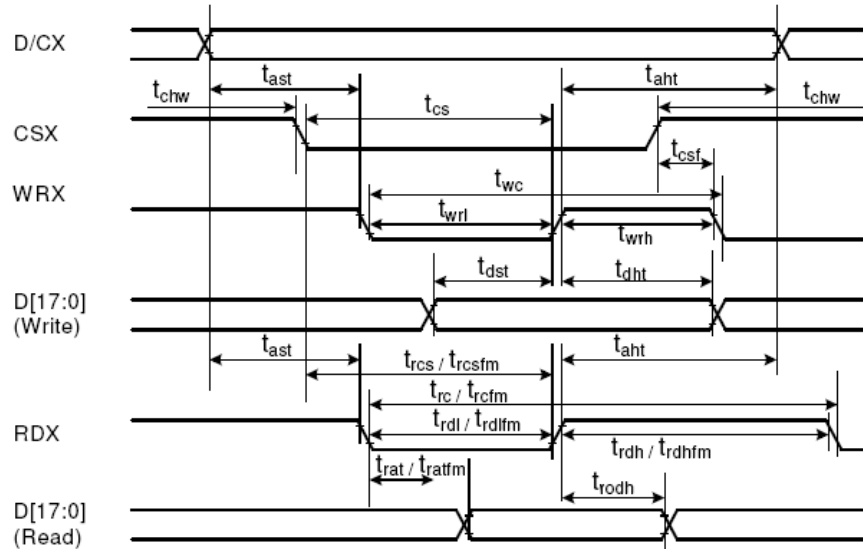 D/CX
t_ast t_aht
t_chw t_chw
t_cs
CSX
t_csf
WRX
t_wc
t_wrl t_wrh
t_dst t_dht
D[17:0]
(Write)
t_ast t_aht
t_rcs / t_rcsfm
t_rc / t_rcfm
RDX
t_rdl / t_rdlfm
t_rdh / t_rdhfm
t_rat / t_ratfm
t_rodh
D[17:0]
(Read)